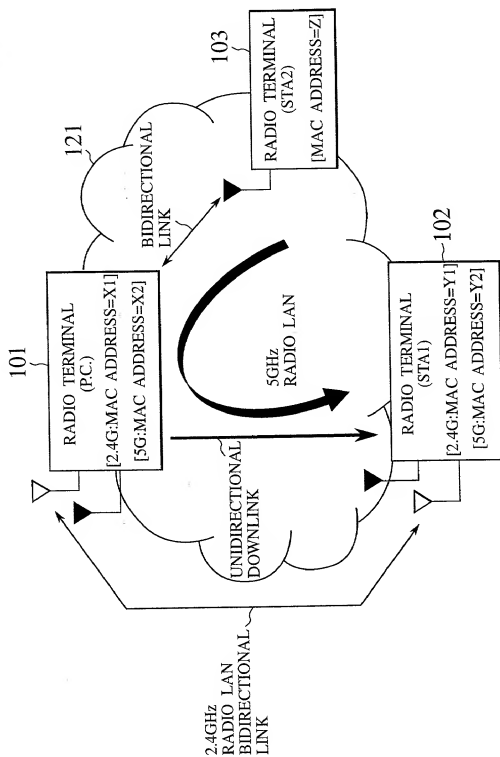 101
RADIO TERMINAL
(P.C.)
[2.4G:MAC ADDRESS=X1]
[5G:MAC ADDRESS=X2]
121
BIDIRECTIONAL
LINK
103
RADIO TERMINAL
(STA2)
[MAC ADDRESS=Z]
5GHz
RADIO LAN
UNIDIRECTIONAL
DOWNLINK
2.4GHz
RADIO LAN
BIDIRECTIONAL
LINK
102
RADIO TERMINAL
(STA1)
[2.4G:MAC ADDRESS=Y1]
[5G:MAC ADDRESS=Y2]